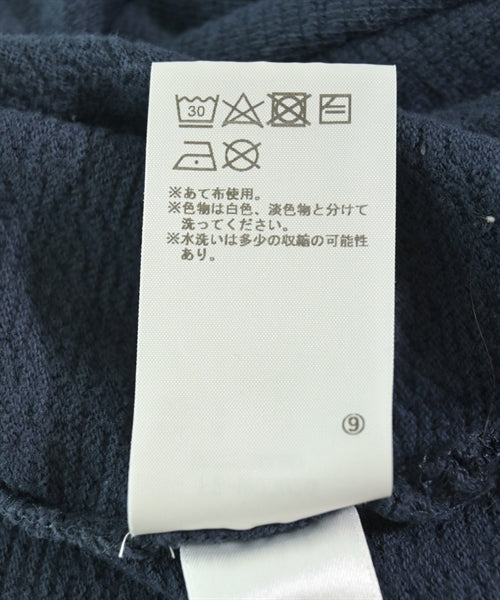 30
※あて布使用。
※色物は白色、淡色物と分けて
洗ってください。
※水洗いは多少の収縮の可能性
あり。
⑨